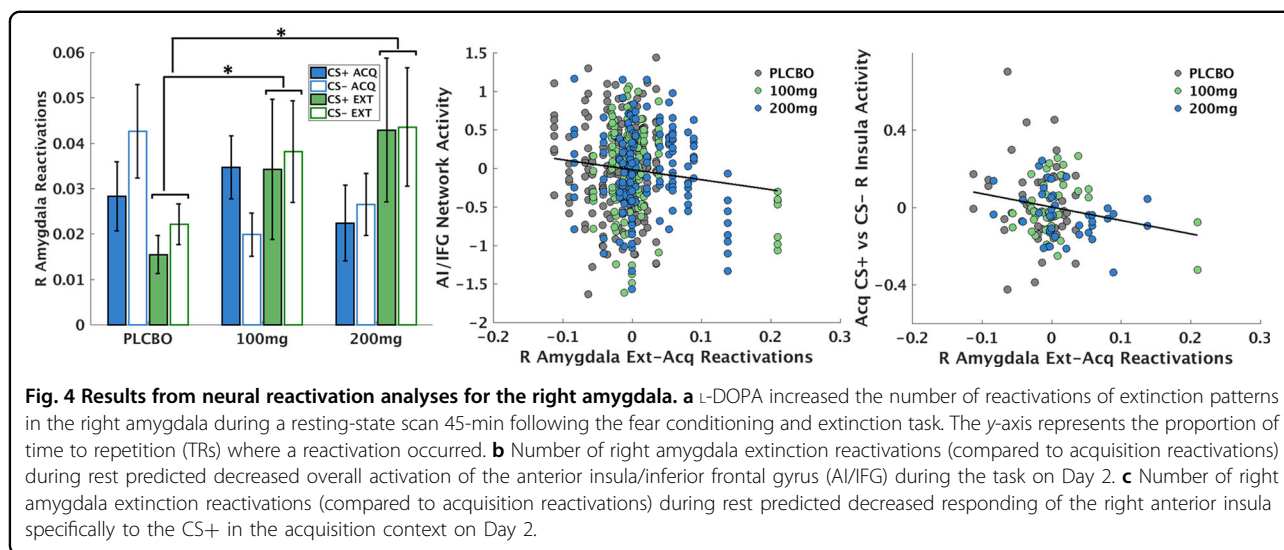 0.06
0.05
0.04
0.03
0.02
0.01
0
R Amygdala Reactivations
*
*
CS+ ACQ
CS- ACQ
CS+ EXT
CS- EXT
PLCBO
100mg
200mg
1.5
1
0.5
0
-0.5
-1
-1.5
-2
AI/IFG Network Activity
PLCBO
100mg
200mg
-0.2
-0.1
0
0.1
0.2
0.3
R Amygdala Ext-Acq Reactivations
0.4
0
-0.4
Acq CS+ vs CS- R Insula Activity
PLCBO
100mg
200mg
-0.2
-0.1
0
0.1
0.2
0.3
R Amygdala Ext-Acq Reactivations
Fig. 4 Results from neural reactivation analyses for the right amygdala. a L-DOPA increased the number of reactivations of extinction patterns
in the right amygdala during a resting-state scan 45-min following the fear conditioning and extinction task. The y-axis represents the proportion of
time to repetition (TRs) where a reactivation occurred. b Number of right amygdala extinction reactivations (compared to acquisition reactivations)
during rest predicted decreased overall activation of the anterior insula/inferior frontal gyrus (AI/IFG) during the task on Day 2. c Number of right
amygdala extinction reactivations (compared to acquisition reactivations) during rest predicted decreased responding of the right anterior insula
specifically to the CS+ in the acquisition context on Day 2.